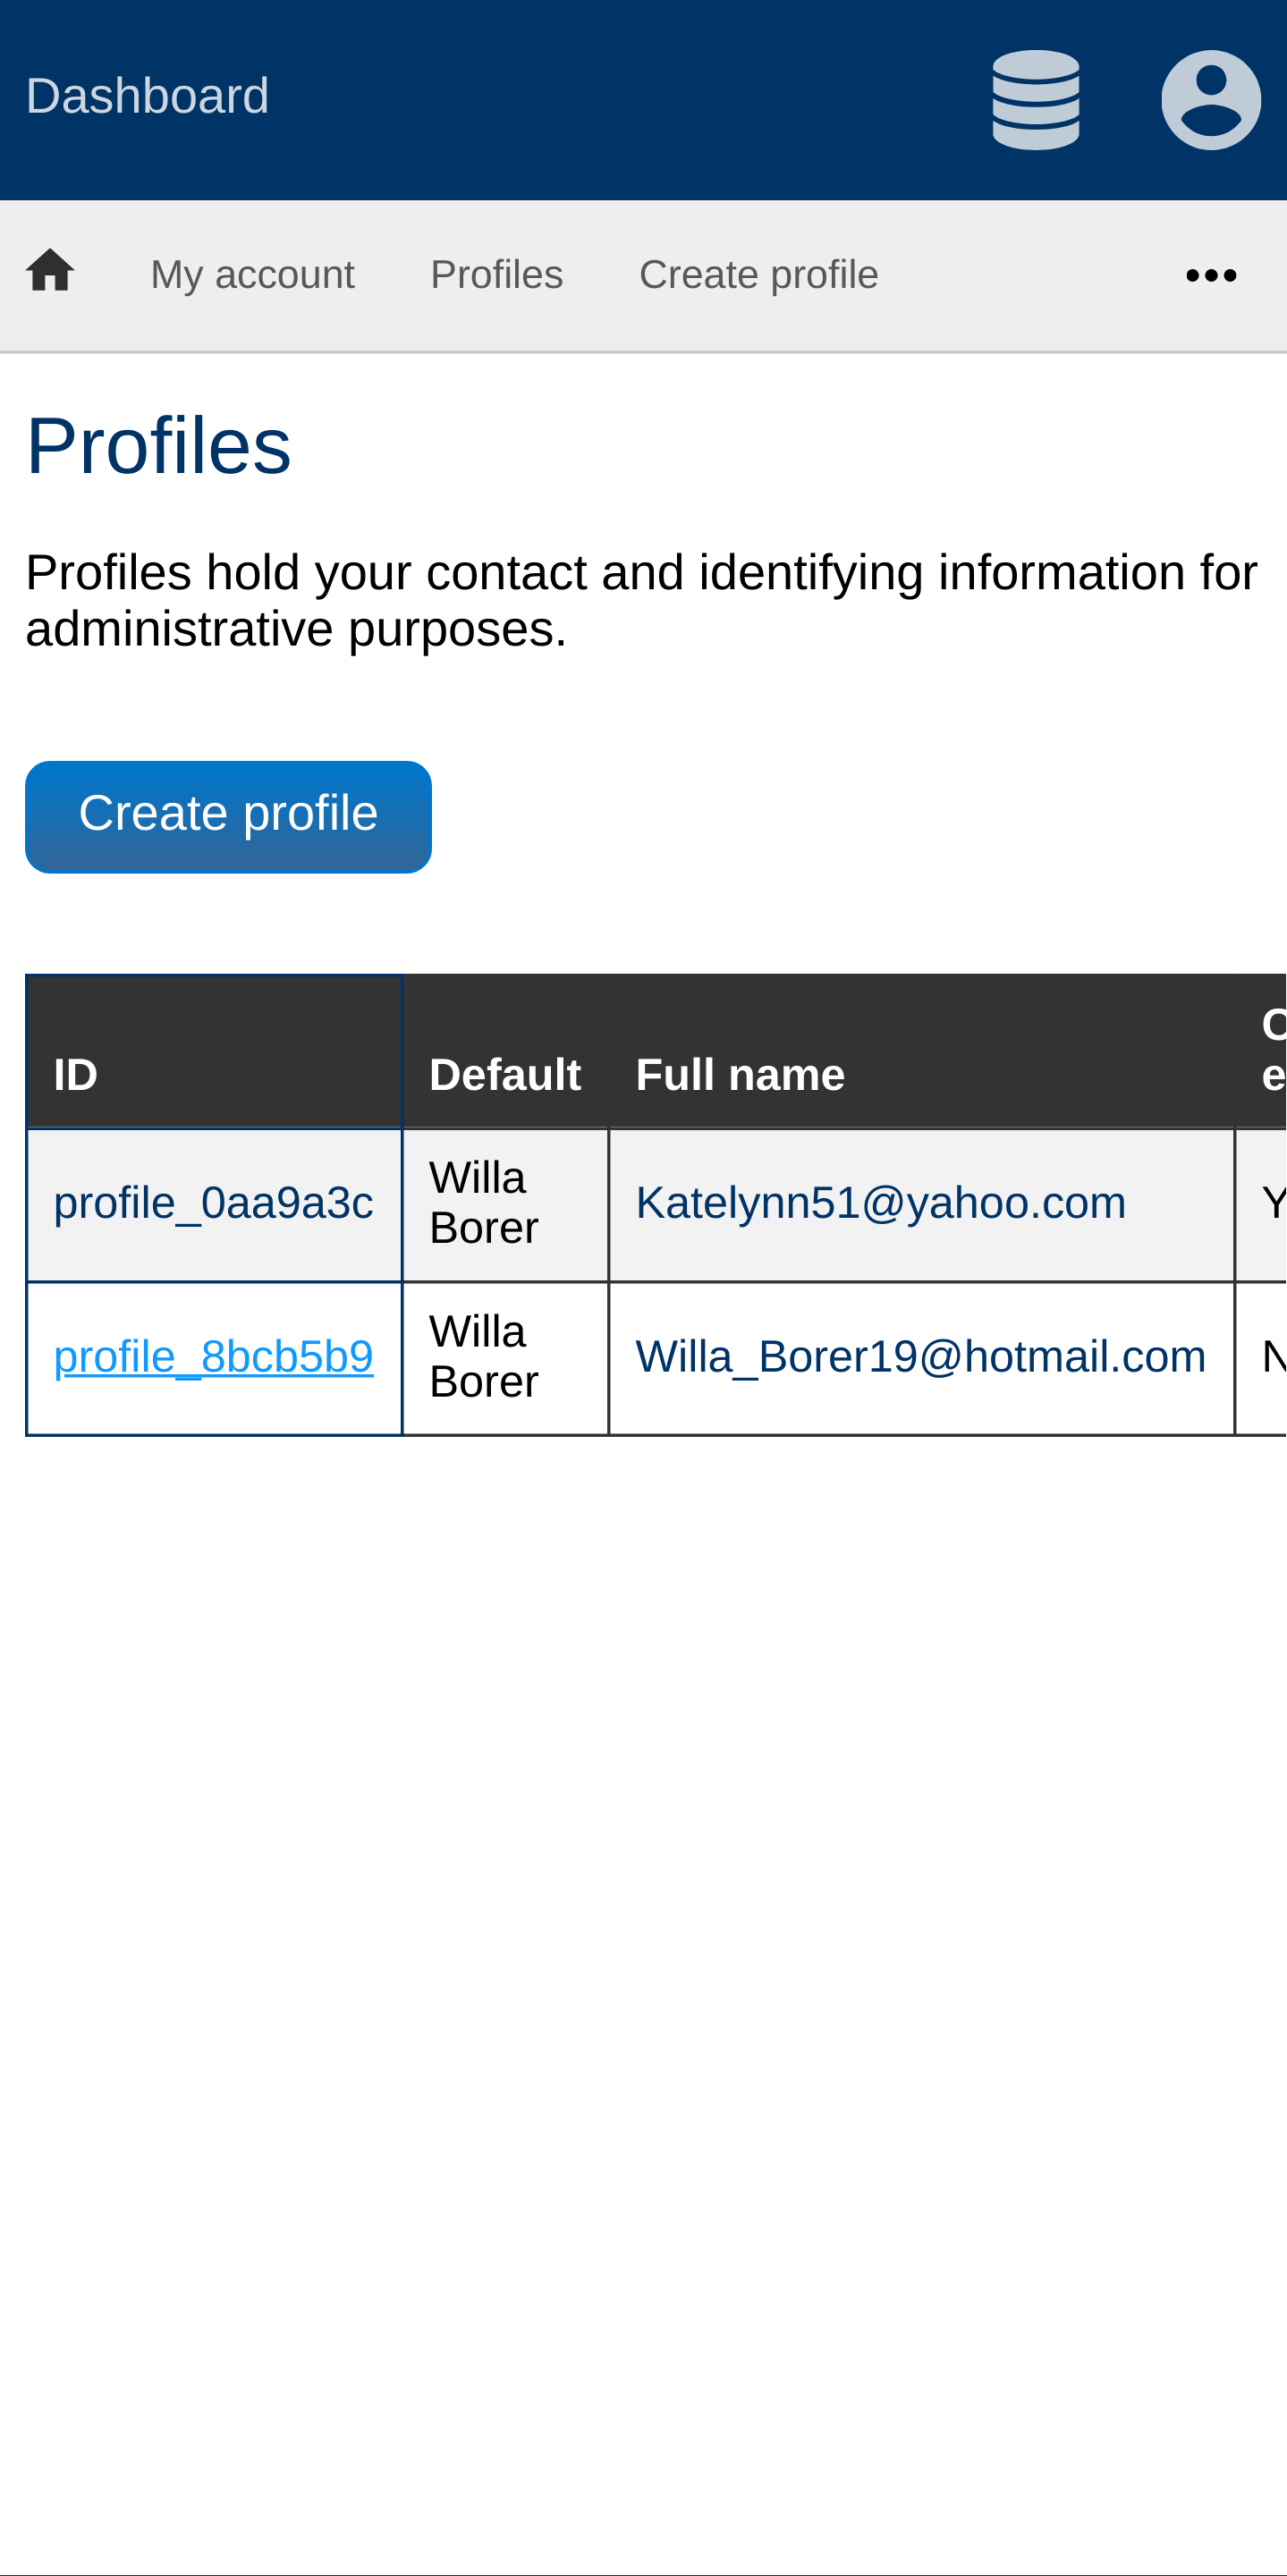 Dashboard
My account Profiles Create profile
Profiles
Profiles hold your contact and identifying information for
administrative purposes.
Create profile
ID Default Full name
profile_0aa9a3c Willa Borer Katelynn51@yahoo.com
profile_8bcb5b9 Willa Borer Willa_Borer19@hotmail.com